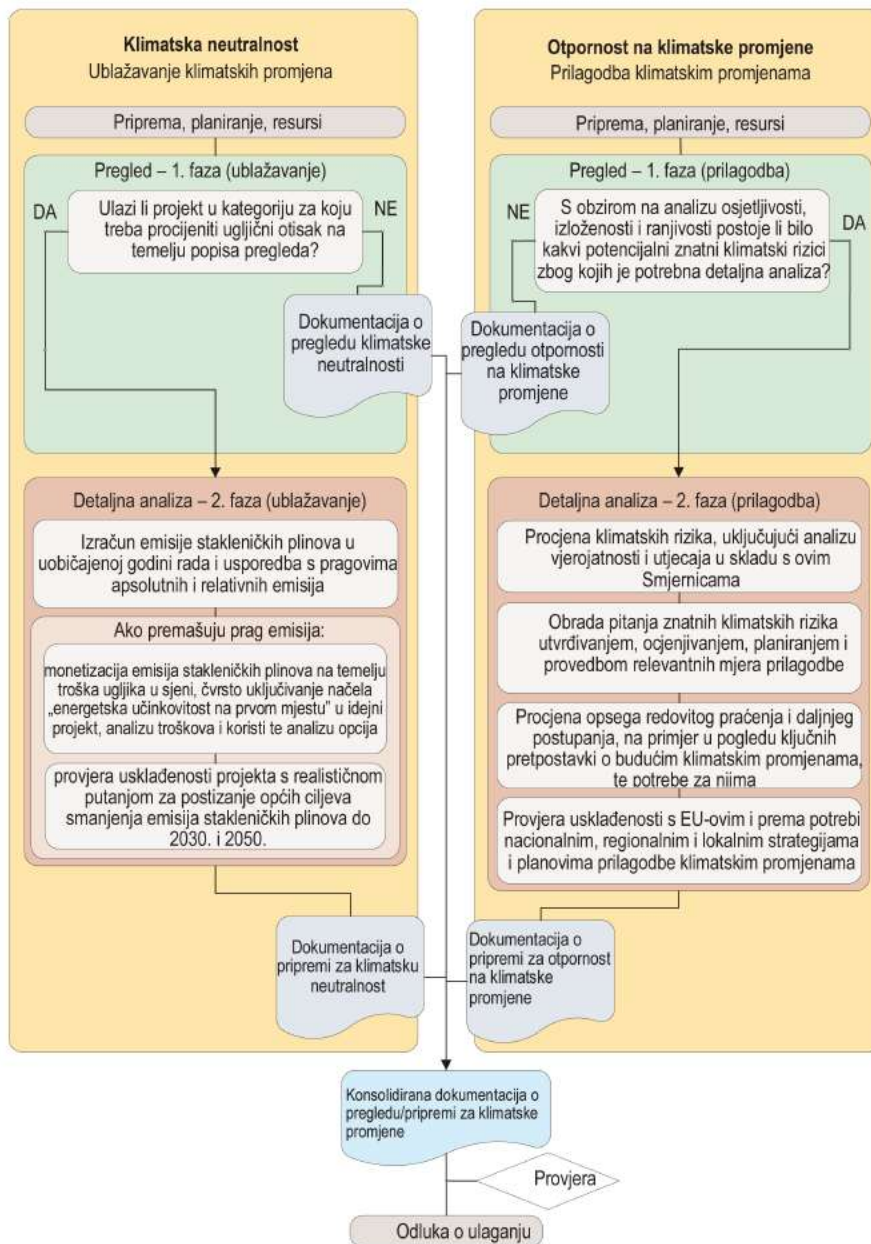 Klimatska neutralnost
Ublažavanje klimatskih promjena
Priprema, planiranje, resursi
Pregled – 1. faza (ublažavanje)
DA
Ulazi li projekt u kategoriju za koju
treba procijeniti ugljični otisak na
temelju popisa pregleda?
NE
Dokumentacija o
pregledu klimatske
neutralnosti
Detaljna analiza – 2. faza (ublažavanje)
Izračun emisije stakleničkih plinova u
uobičajenoj godini rada i usporedba s pragovima
apsolutnih i relativnih emisija
Ako premašuju prag emisija:
monetizacija emisija stakleničkih plinova na temelju
troška ugljika u sjeni, čvrsto uključivanje načela
„energetska učinkovitost na prvom mjestu” u idejni
projekt, analizu troškova i koristi te analizu opcija
provjera usklađenosti projekta s realističnom
putanjom za postizanje općih ciljeva
smanjenja emisija stakleničkih plinova do
2030. i 2050.
Dokumentacija o
pripremi za klimatsku
neutralnost
Otpornost na klimatske promjene
Prilagodba klimatskim promjenama
Priprema, planiranje, resursi
Pregled – 1. faza (prilagodba)
NE
S obzirom na analizu osjetljivosti,
izloženosti i ranjivosti postoje li bilo
kakvi potencijalni znatni klimatski rizici
zbog kojih je potrebna detaljna analiza?
DA
Dokumentacija o
pregledu otpornosti
na klimatske
promjene
Detaljna analiza – 2. faza (prilagodba)
Procjena klimatskih rizika, uključujući analizu
vjerojatnosti i utjecaja u skladu s ovim
Smjernicama
Obrada pitanja znatnih klimatskih rizika
utvrđivanjem, ocjenjivanjem, planiranjem i
provedbom relevantnih mjera prilagodbe
Procjena opsega redovitog praćenja i daljnjeg
postupanja, na primjer u pogledu ključnih
pretpostavki o budućim klimatskim promjenama,
te potrebe za njima
Provjera usklađenosti s EU-ovim i prema potrebi
nacionalnim, regionalnim i lokalnim strategijama
i planovima prilagodbe klimatskim promjenama
Dokumentacija o
pripremi za otpornost
na klimatske
promjene
Konsolidirana dokumentacija o
pregledu/pripremi za klimatske
promjene
Provjera
Odluka o ulaganju